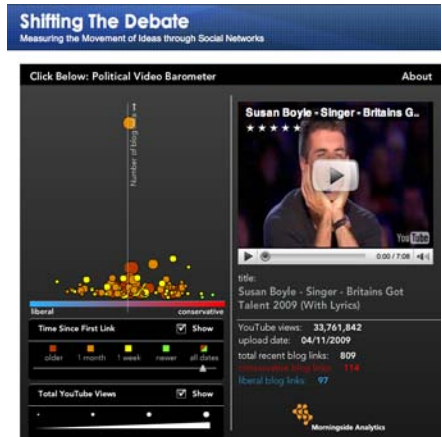 Shifting The Debate
Measuring the Movement of Ideas through Social Networks
Click Below: Political Video Barometer
About
Number of blog links
liberal
conservative
Time Since First Link
Show
older
1 month
1 week
newer
all dates
Total YouTube Views
Show
Susan Boyle - Singer - Britains G..
YouTube
0:00 / 7:08
title:
Susan Boyle - Singer - Britains Got
Talent 2009 (With Lyrics)
YouTube views: 33,761,842
upload date: 04/11/2009
total recent blog links: 809
conservative blog links: 114
liberal blog links: 97
Morningside Analytics